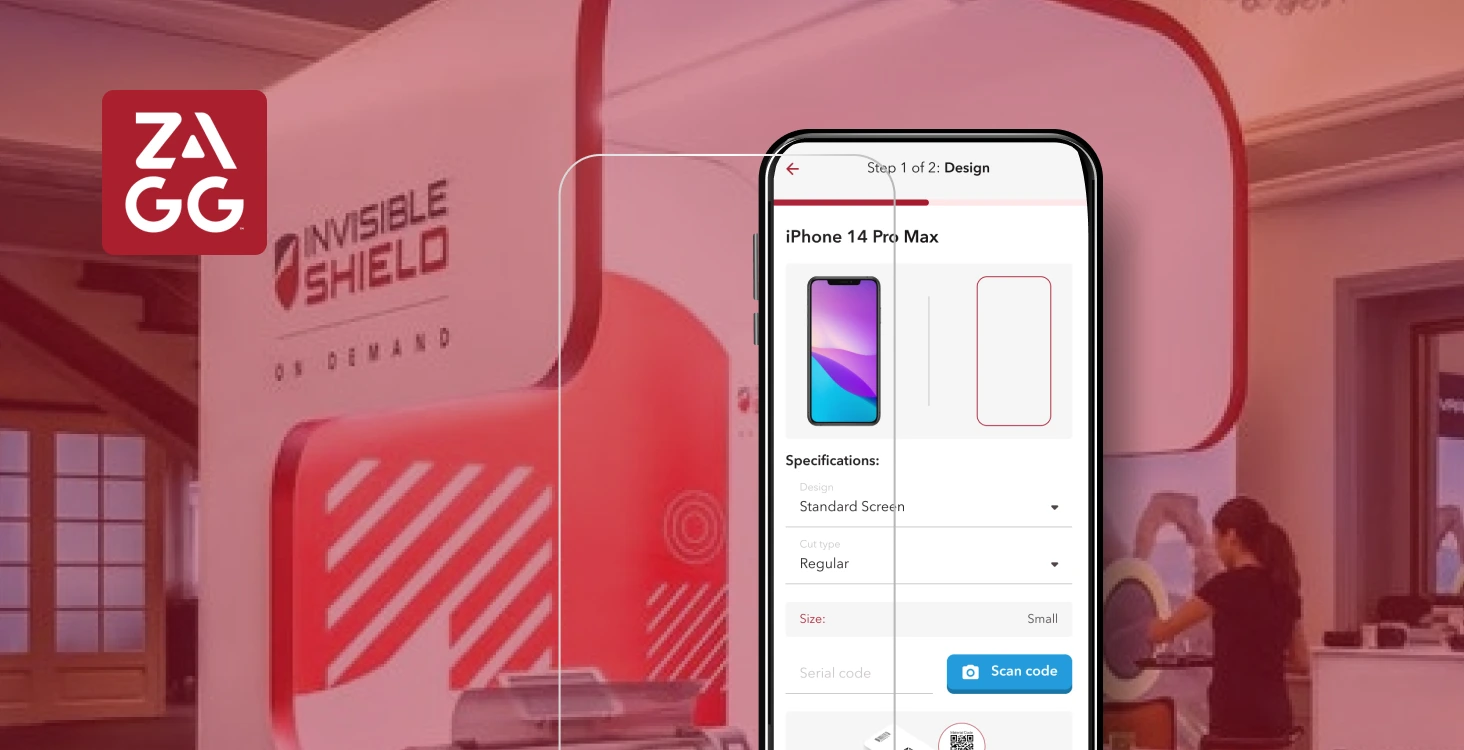 ZAGG
INVISIBLE
SHIELD
ON DEMAND
Step 1 of 2: Design
iPhone 14 Pro Max
Specifications:
Design
Standard Screen
Cut type
Regular
Size: Small
Serial code
Scan code